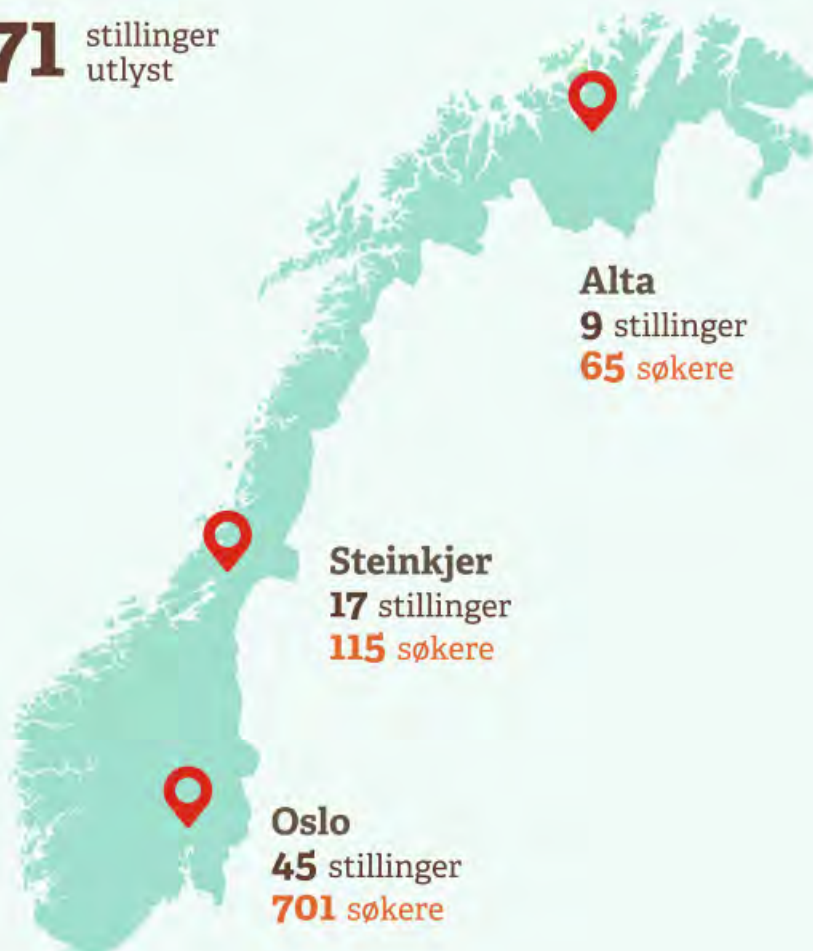 71 stillinger
utlyst
Alta
9 stillinger
65 søkere
Steinkjer
17 stillinger
115 søkere
Oslo
45 stillinger
701 søkere